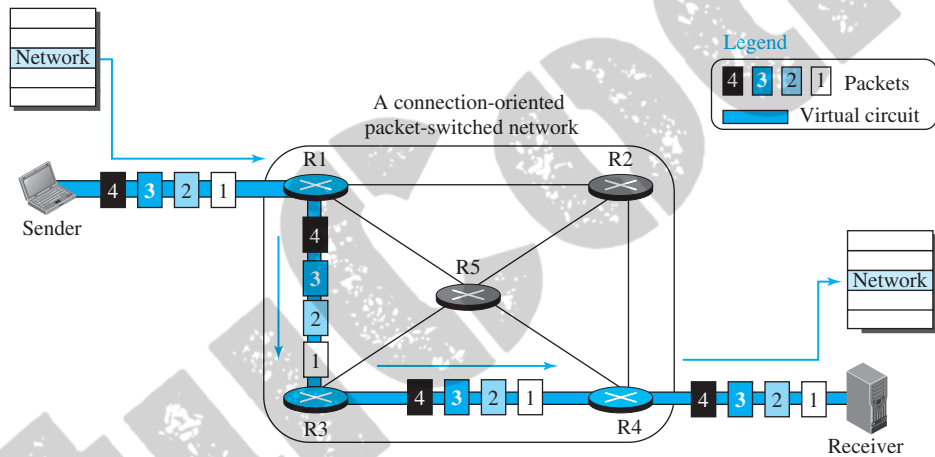 Network
Legend
4 3 2 1 Packets
Virtual circuit
A connection-oriented
packet-switched network
R1
R2
4 3 2 1
Sender
4
3
2
1
R5
Network
R3
4 3 2 1
R4
4 3 2 1
Receiver